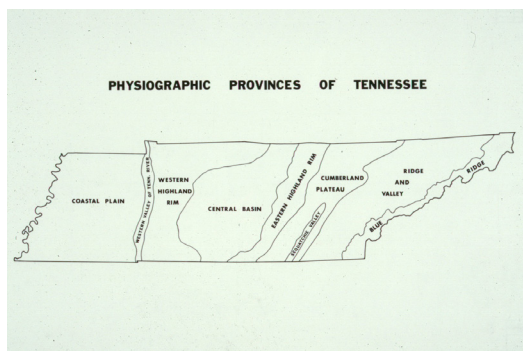 PHYSIOGRAPHIC PROVINCES OF TENNESSEE
COASTAL PLAIN
WESTERN VALLEY OF TENN. RIVER
WESTERN
HIGHLAND
RIM
CENTRAL BASIN
EASTERN HIGHLAND RIM
SEQUATCHIE VALLEY
CUMBERLAND
PLATEAU
RIDGE
AND
VALLEY
BLUE RIDGE